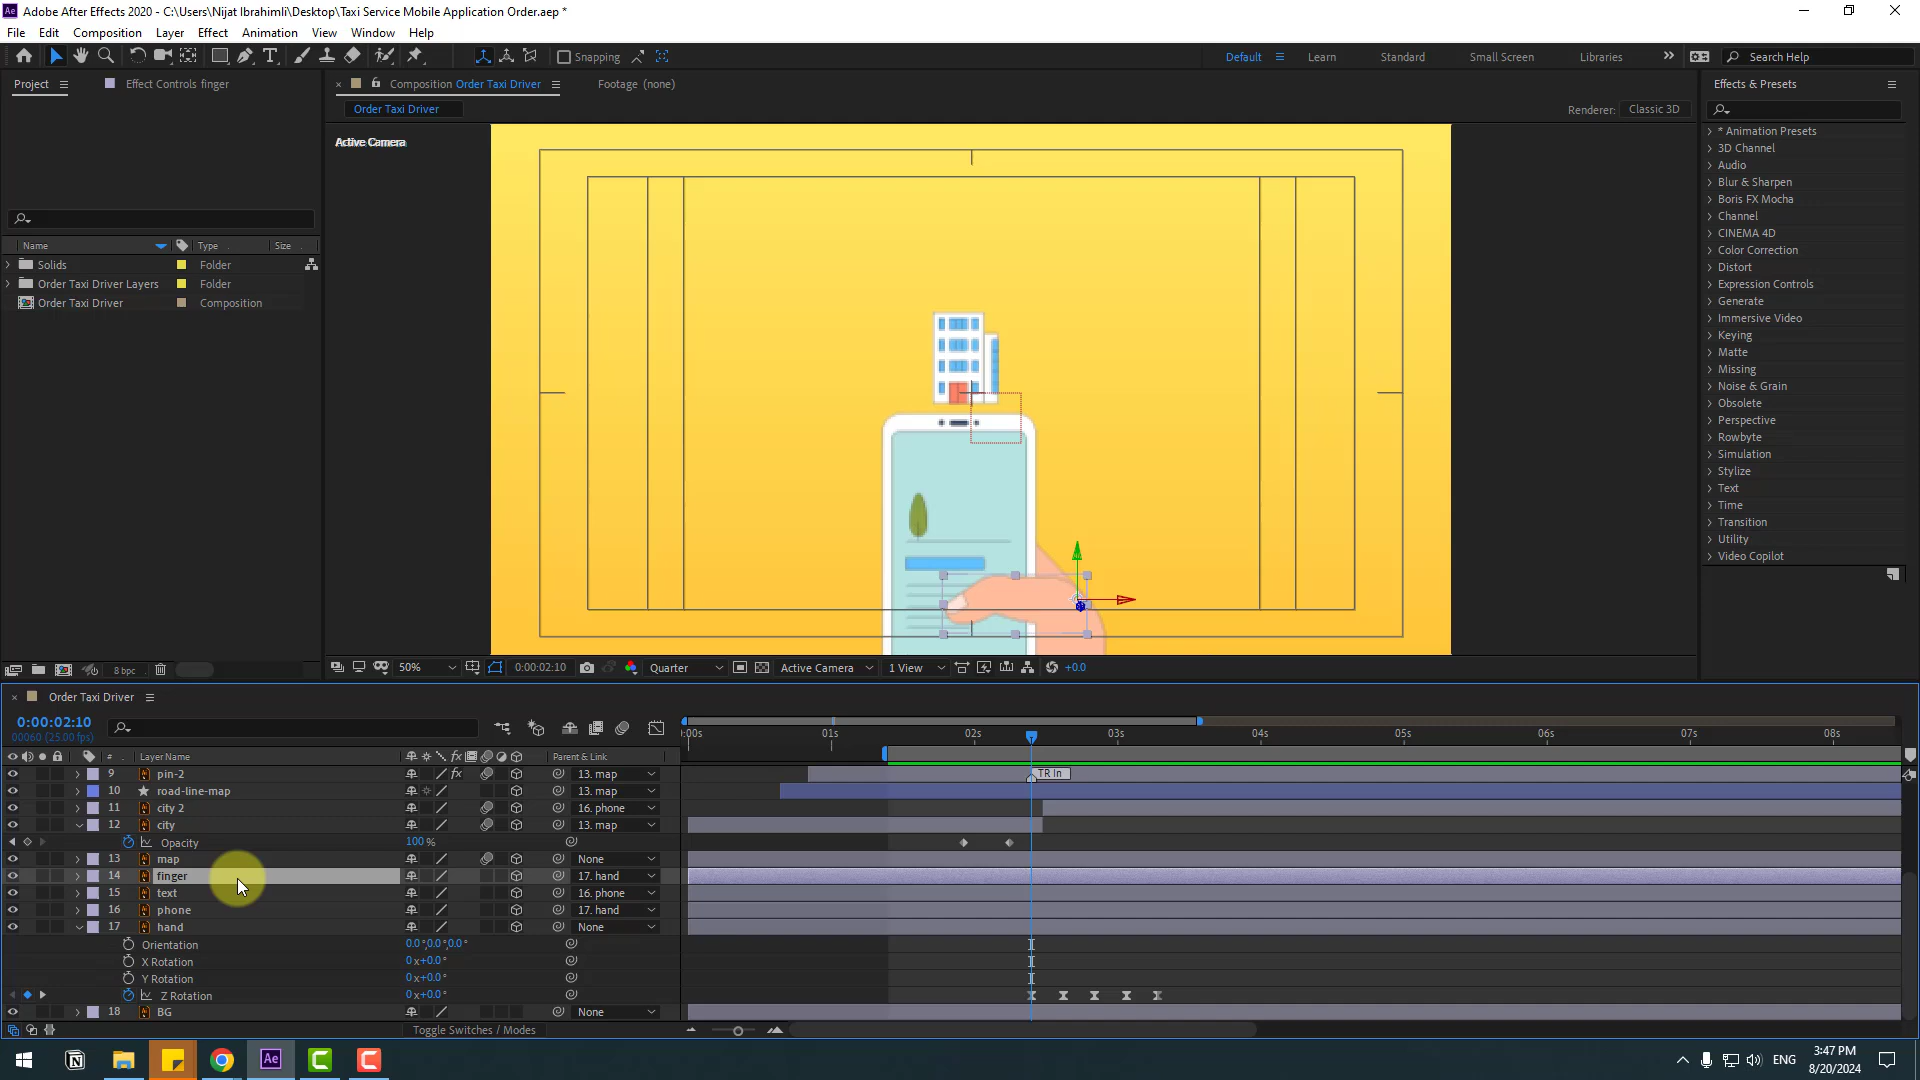 Adobe After Effects 2020 - C:\Users\Nijat Ibrahimli\Desktop\Taxi Service Mobile Application Order.aep *
File Edit Composition Layer Effect Animation View Window Help
Snapping Default Learn Standard Small Screen Libraries Search Help
Project Effect Controls finger Composition Order Taxi Driver Footage (none) Effects & Presets
Order Taxi Driver Renderer: Classic 3D
Active Camera
* Animation Presets
3D Channel
Audio
Blur & Sharpen
Boris FX Mocha
Channel
CINEMA 4D
Color Correction
Distort
Expression Controls
Generate
Immersive Video
Keying
Matte
Missing
Noise & Grain
Obsolete
Perspective
Rowbyte
Simulation
Stylize
Text
Time
Transition
Utility
Video Copilot
Name Type Size
Solids Folder
Order Taxi Driver Layers Folder
Order Taxi Driver Composition
8 bpc 50% 0:00:02:10 Quarter Active Camera 1 View +0.0
Order Taxi Driver
0:00:02:10
00060 (25.00 fps)
:00s 01s 02s 03s 04s 05s 06s 07s 08s
# Layer Name fx Parent & Link
9 pin-2 fx 13. map TR In
10 road-line-map 13. map
11 city 2 16. phone
12 city 13. map
Opacity 100 %
13 map None
14 finger 17. hand
15 text 16. phone
16 phone 17. hand
17 hand None
Orientation 0.0°,0.0°,0.0°
X Rotation 0x+0.0°
Y Rotation 0x+0.0°
Z Rotation 0x+0.0°
18 BG None
Toggle Switches / Modes
Ae ENG 3:47 PM
8/20/2024